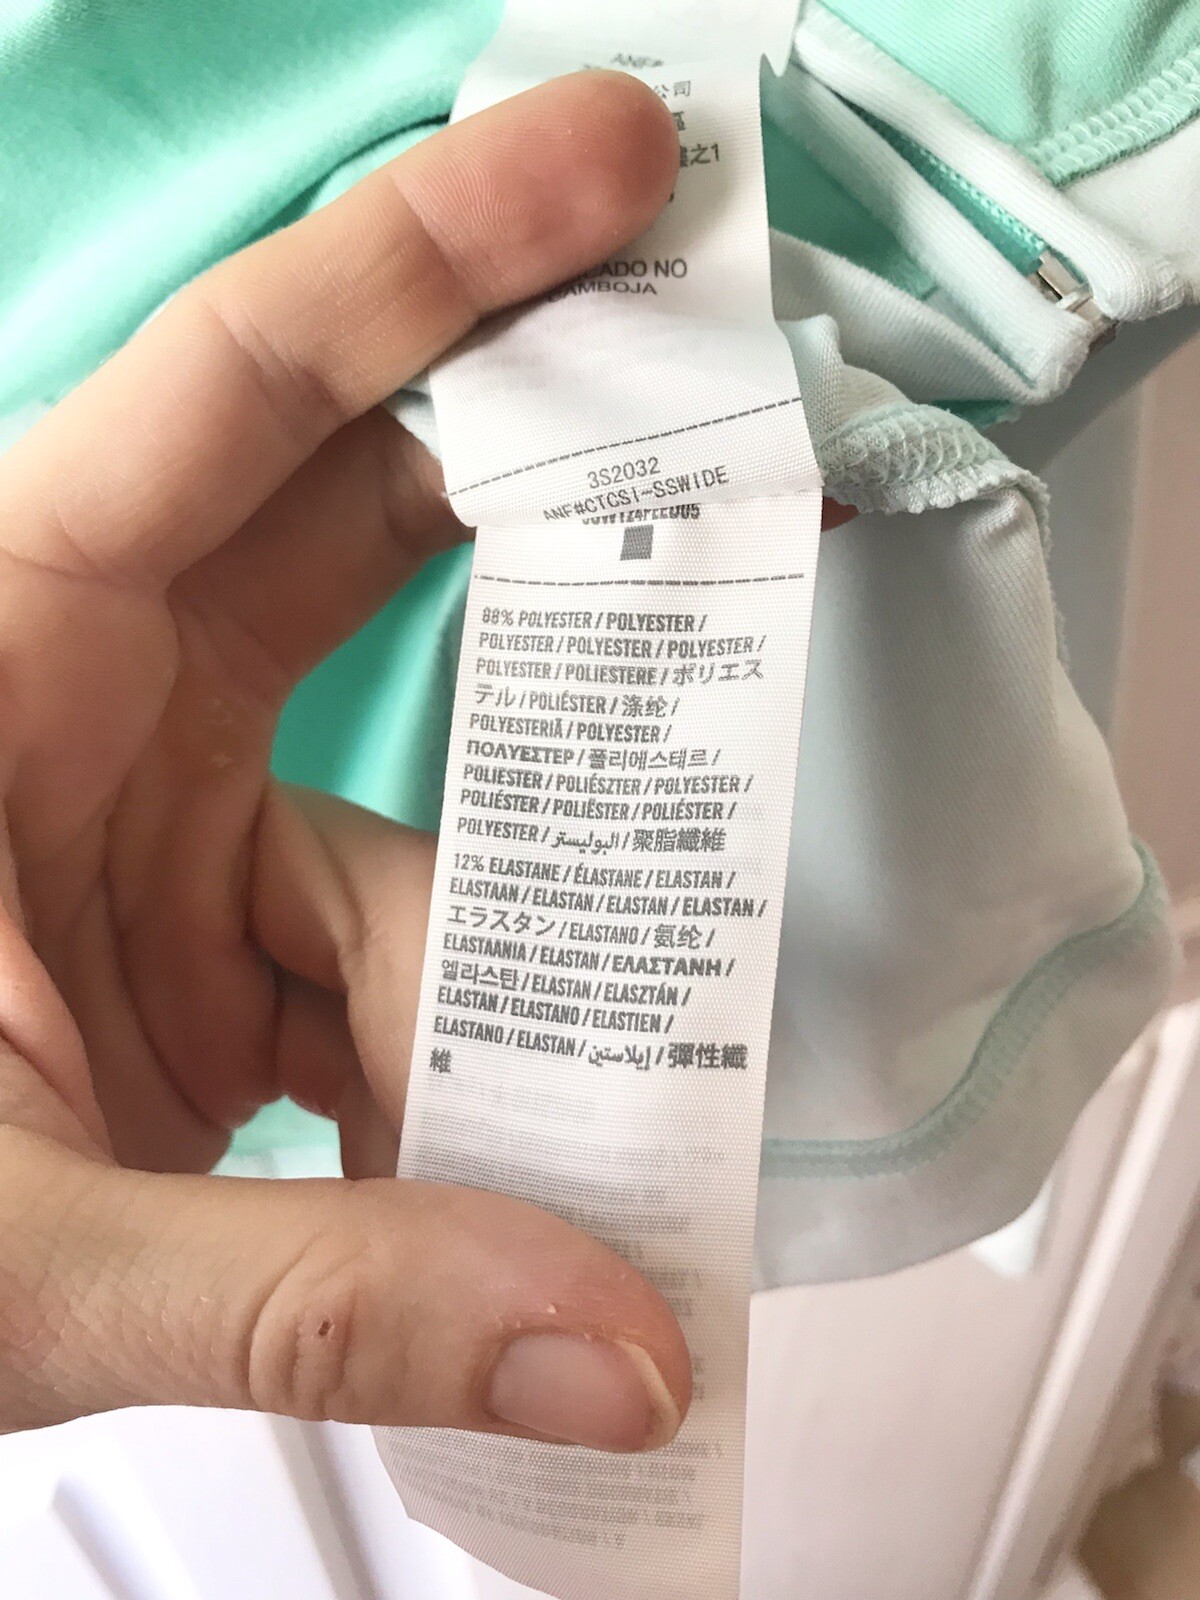 公司
之1
CADO NO
CAMBOJA
3S2032
ANF#CTCSI-SSWIDE
88% POLYESTER / POLYESTER /
POLYESTER / POLYESTER / POLYESTER /
POLYESTER / POLIESTERE / ポリエス
テル / POLIÉSTER / 涤纶 /
POLYESTERIÄ / POLYESTER /
ΠΟΛΥΕΣΤΕΡ / 폴리에스테르 /
POLIESTER / POLIÉSZTER / POLYESTER /
POLIÉSTER / POLIËSTER / POLIÉSTER /
POLYESTER / البوليستر / 聚脂纖維
12% ELASTANE / ÉLASTANE / ELASTAN /
ELASTAAN / ELASTAN / ELASTAN / ELASTAN /
エラスタン / ELASTANO / 氨纶 /
ELASTAANIA / ELASTAN / ΕΛΑΣΤΑΝΗ /
엘라스탄 / ELASTAN / ELASZTÁN /
ELASTAN / ELASTANO / ELASTIEN /
ELASTANO / ELASTAN / إيلاستين / 彈性纖
維